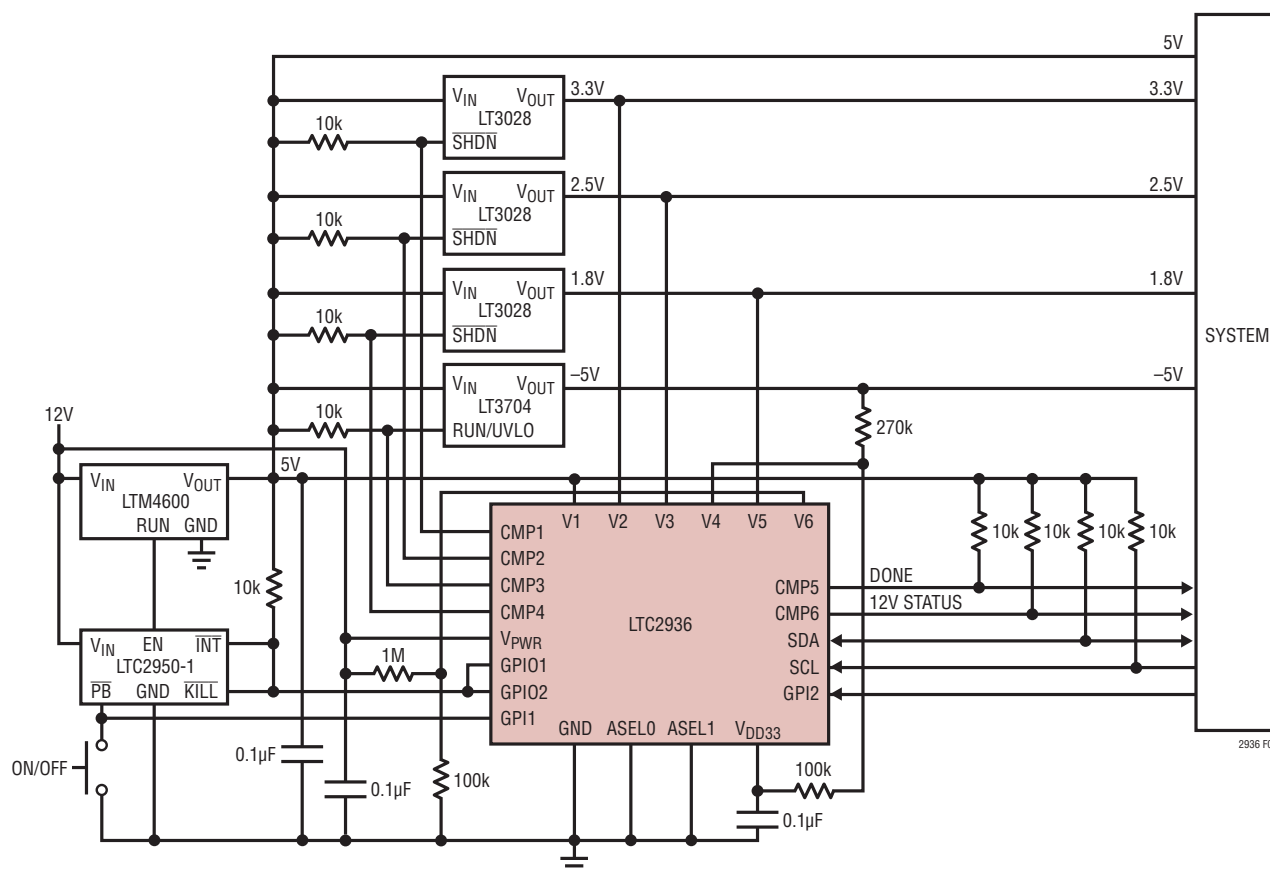 5V
VIN VOUT 3.3V 3.3V
LT3028
10k SHDN
VIN VOUT 2.5V 2.5V
LT3028
10k SHDN
VIN VOUT 1.8V 1.8V
LT3028
10k SHDN
SYSTEM
VIN VOUT –5V –5V
LT3704
10k RUN/UVLO
270k
12V
5V
VIN VOUT
LTM4600
RUN GND
10k
VIN EN INT
LTC2950-1
PB GND KILL
ON/OFF
0.1µF
0.1µF
1M
100k
V1 V2 V3 V4 V5 V6
CMP1
CMP2
CMP3
CMP4
VPWR
GPIO1
GPIO2
GPI1
LTC2936
CMP5
CMP6
SDA
SCL
GPI2
GND ASEL0 ASEL1 VDD33
10k 10k 10k 10k
DONE
12V STATUS
100k
0.1µF
2936 F0